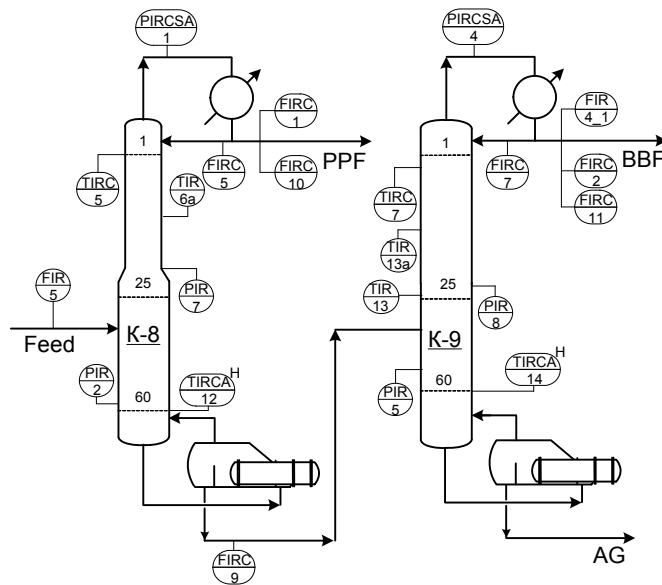 PIRCSA
1
PIRCSA
4
FIRC
1
PPF
FIRC
5
FIRC
10
FIR
4_1
BBF
FIRC
7
FIRC
2
FIRC
11
1
TIRC
5
TIR
6a
1
TIRC
7
TIR
13a
FIR
5
Feed
25
PIR
7
TIR
13
25
PIR
8
К-8
К-9
PIR
2
60
TIRCA
12
H
PIR
5
60
TIRCA
14
H
FIRC
9
AG